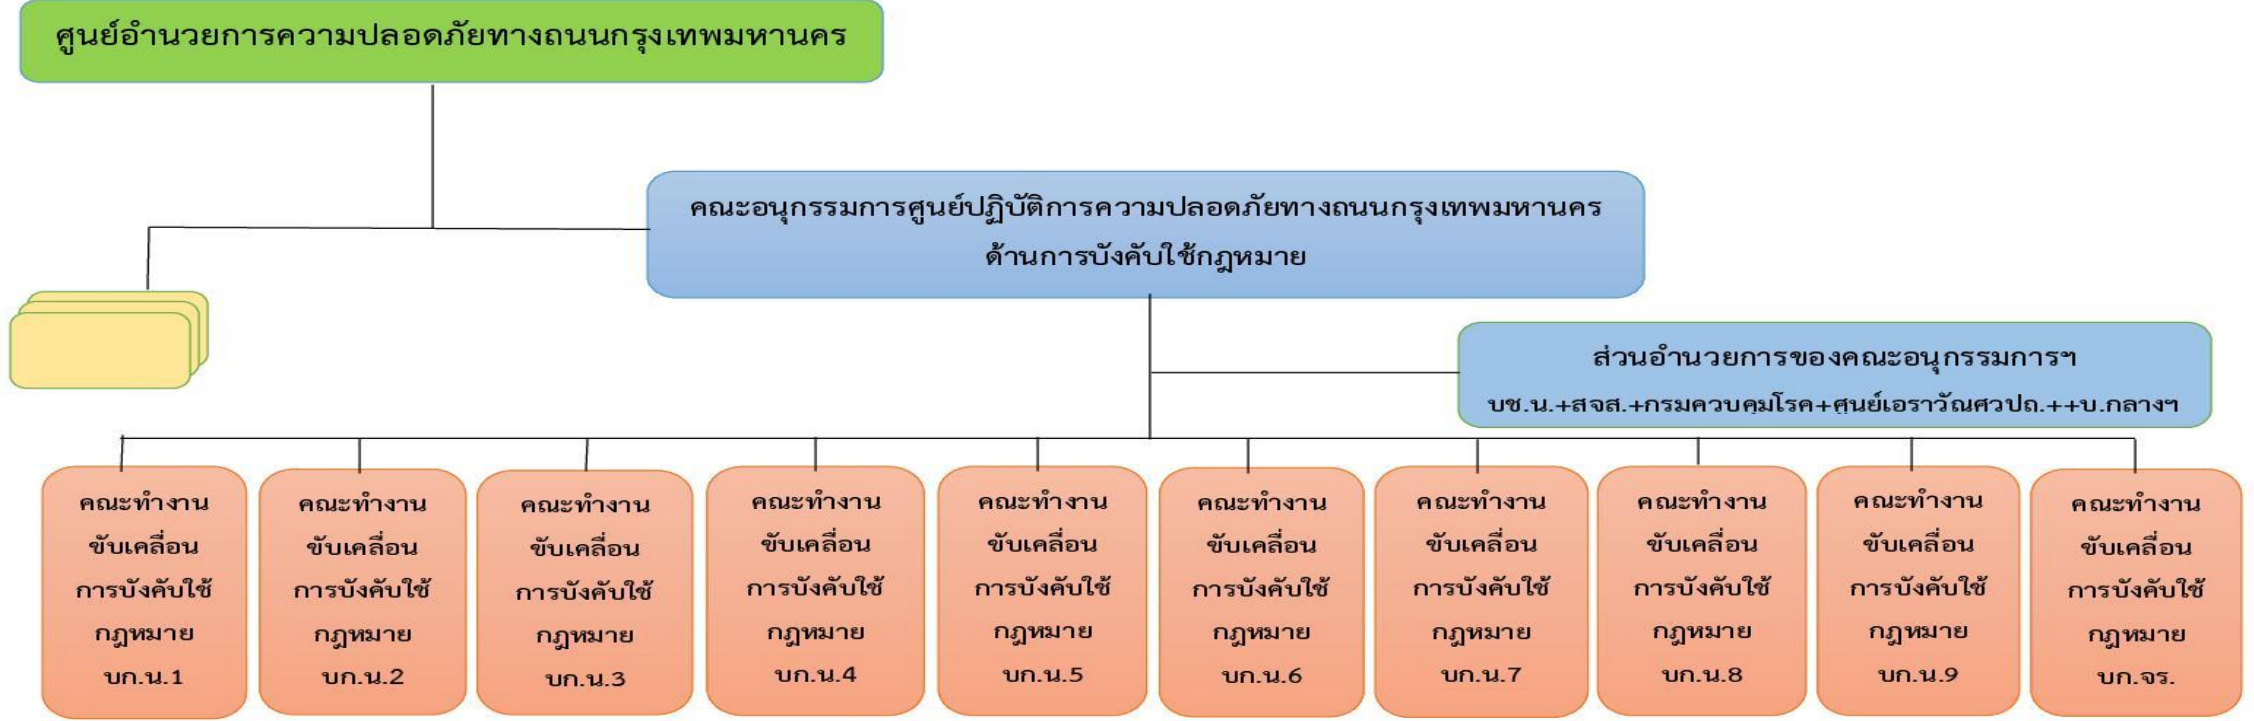 ศูนย์อำนวยการความปลอดภัยทางถนนกรุงเทพมหานคร
คณะอนุกรรมการศูนย์ปฏิบัติการความปลอดภัยทางถนนกรุงเทพมหานคร
ด้านการบังคับใช้กฎหมาย
ส่วนอำนวยการของคณะอนุกรรมการฯ
บช.น.+สจส.+กรมควบคุมโรค+ศูนย์เอราวัณศวปถ.++บ.กลางฯ
คณะทำงาน
ขับเคลื่อน
การบังคับใช้
กฎหมาย
บก.น.1
คณะทำงาน
ขับเคลื่อน
การบังคับใช้
กฎหมาย
บก.น.2
คณะทำงาน
ขับเคลื่อน
การบังคับใช้
กฎหมาย
บก.น.3
คณะทำงาน
ขับเคลื่อน
การบังคับใช้
กฎหมาย
บก.น.4
คณะทำงาน
ขับเคลื่อน
การบังคับใช้
กฎหมาย
บก.น.5
คณะทำงาน
ขับเคลื่อน
การบังคับใช้
กฎหมาย
บก.น.6
คณะทำงาน
ขับเคลื่อน
การบังคับใช้
กฎหมาย
บก.น.7
คณะทำงาน
ขับเคลื่อน
การบังคับใช้
กฎหมาย
บก.น.8
คณะทำงาน
ขับเคลื่อน
การบังคับใช้
กฎหมาย
บก.น.9
คณะทำงาน
ขับเคลื่อน
การบังคับใช้
กฎหมาย
บก.จร.